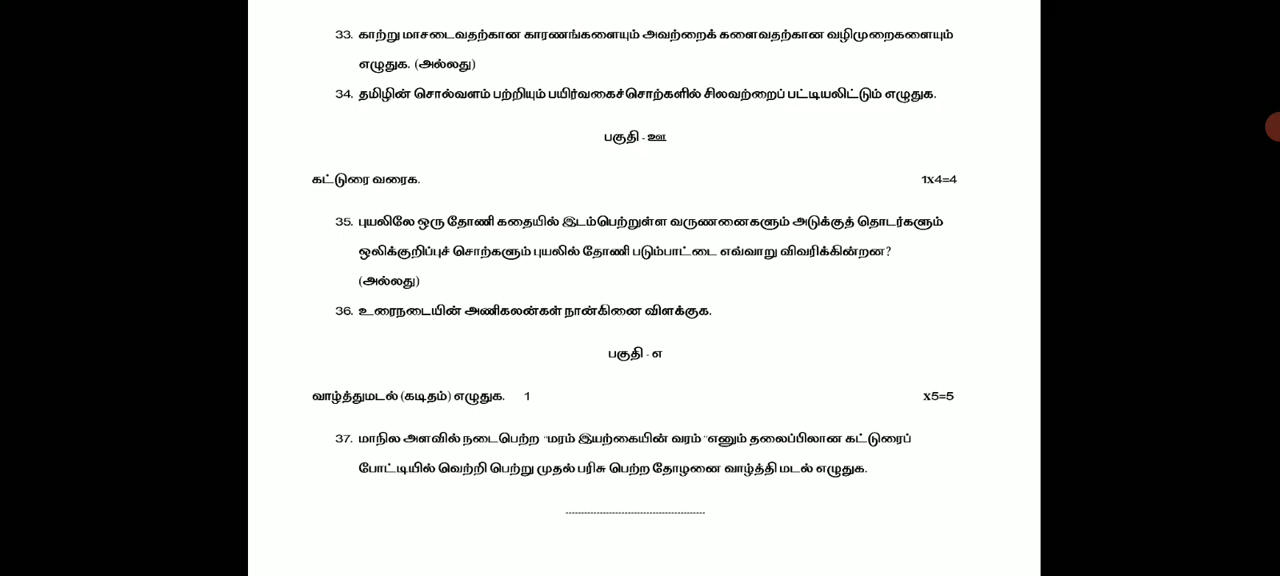 33. காற்று மாசடைவதற்கான காரணங்களையும் அவற்றைக் களைவதற்கான வழிமுறைகளையும்
எழுதுக. (அல்லது)
34. தமிழின் சொல்வளம் பற்றியும் பயிர்வகைச்சொற்களில் சிலவற்றைப் பட்டியலிட்டும் எழுதுக.
பகுதி - ஊ
கட்டுரை வரைக. 1x4=4
35. புயலிலே ஒரு தோணி கதையில் இடம்பெற்றுள்ள வருணனைகளும் அடுக்குத் தொடர்களும்
ஒலிக்குறிப்புச் சொற்களும் புயலில் தோணி படும்பாட்டை எவ்வாறு விவரிக்கின்றன?
(அல்லது)
36. உரைநடையின் அணிகலன்கள் நான்கினை விளக்குக.
பகுதி - எ
வாழ்த்துமடல் (கடிதம்) எழுதுக. 1 x5=5
37. மாநில அளவில் நடைபெற்ற "மரம் இயற்கையின் வரம் "எனும் தலைப்பிலான கட்டுரைப்
போட்டியில் வெற்றி பெற்று முதல் பரிசு பெற்ற தோழனை வாழ்த்தி மடல் எழுதுக.